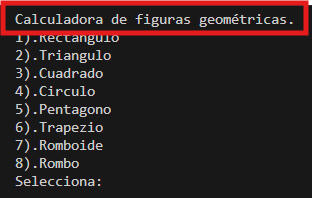 Calculadora de figuras geométricas.
1).Rectangulo
2).Triangulo
3).Cuadrado
4).Circulo
5).Pentagono
6).Trapezio
7).Romboide
8).Rombo
Selecciona: